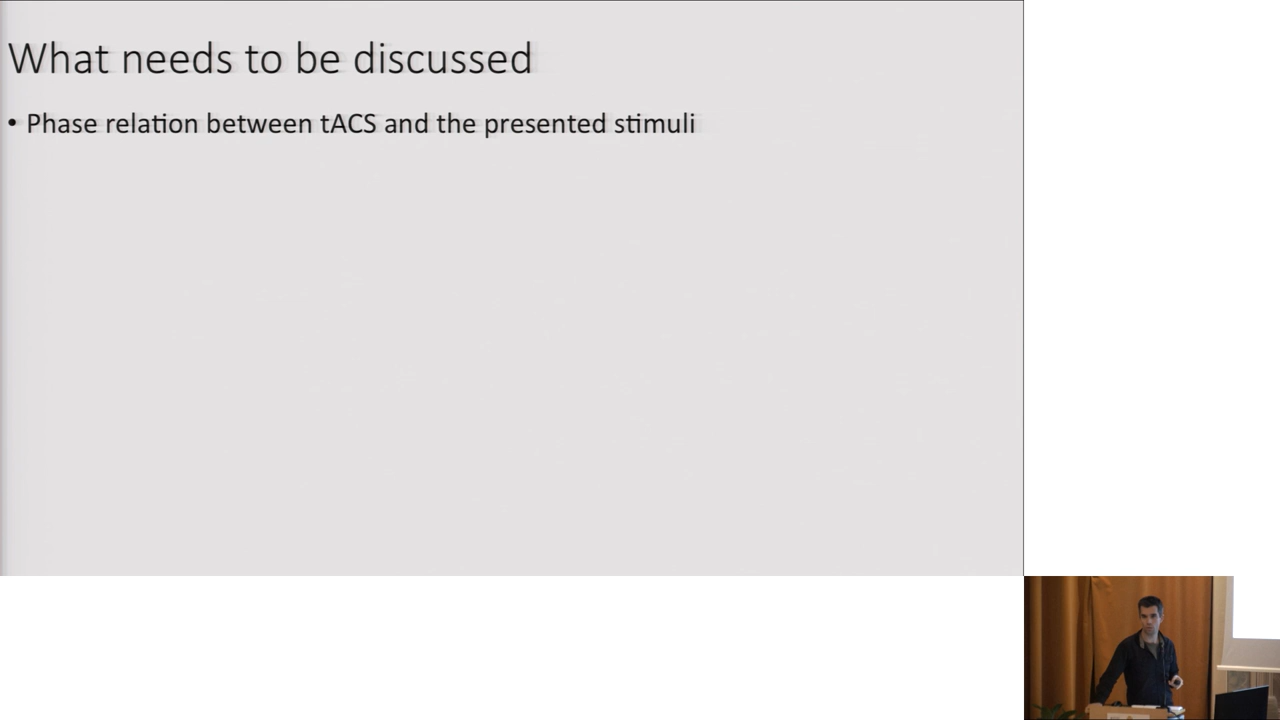 What needs to be discussed
• Phase relation between tACS and the presented stimuli